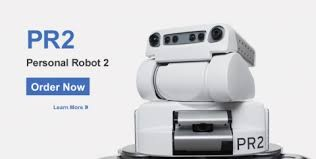 PR2
Personal Robot 2
Order Now
Learn More »
PR2